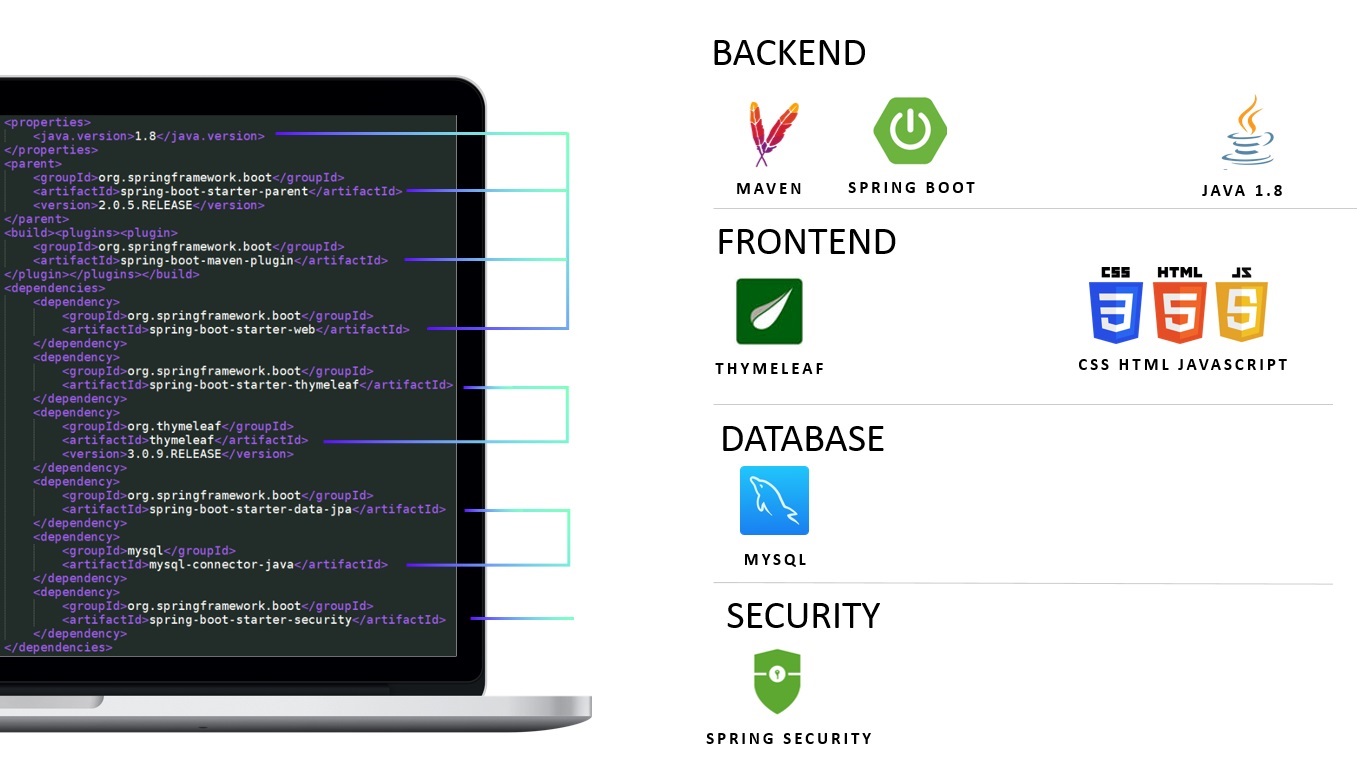 <properties>
<java.version>1.8</java.version>
</properties>
<parent>
<groupId>org.springframework.boot</groupId>
<artifactId>spring-boot-starter-parent</artifactId>
<version>2.0.5.RELEASE</version>
</parent>
<build><plugins><plugin>
<groupId>org.springframework.boot</groupId>
<artifactId>spring-boot-maven-plugin</artifactId>
</plugin></plugins></build>
<dependencies>
<dependency>
<groupId>org.springframework.boot</groupId>
<artifactId>spring-boot-starter-web</artifactId>
</dependency>
<dependency>
<groupId>org.springframework.boot</groupId>
<artifactId>spring-boot-starter-thymeleaf</artifactId>
</dependency>
<dependency>
<groupId>org.thymeleaf</groupId>
<artifactId>thymeleaf</artifactId>
<version>3.0.9.RELEASE</version>
</dependency>
<dependency>
<groupId>org.springframework.boot</groupId>
<artifactId>spring-boot-starter-data-jpa</artifactId>
</dependency>
<dependency>
<groupId>mysql</groupId>
<artifactId>mysql-connector-java</artifactId>
</dependency>
<dependency>
<groupId>org.springframework.boot</groupId>
<artifactId>spring-boot-starter-security</artifactId>
</dependency>
</dependencies>
BACKEND
MAVEN
SPRING BOOT
JAVA 1.8
FRONTEND
CSS HTML JS
3 5 5
THYMELEAF
CSS HTML JAVASCRIPT
DATABASE
MYSQL
SECURITY
SPRING SECURITY